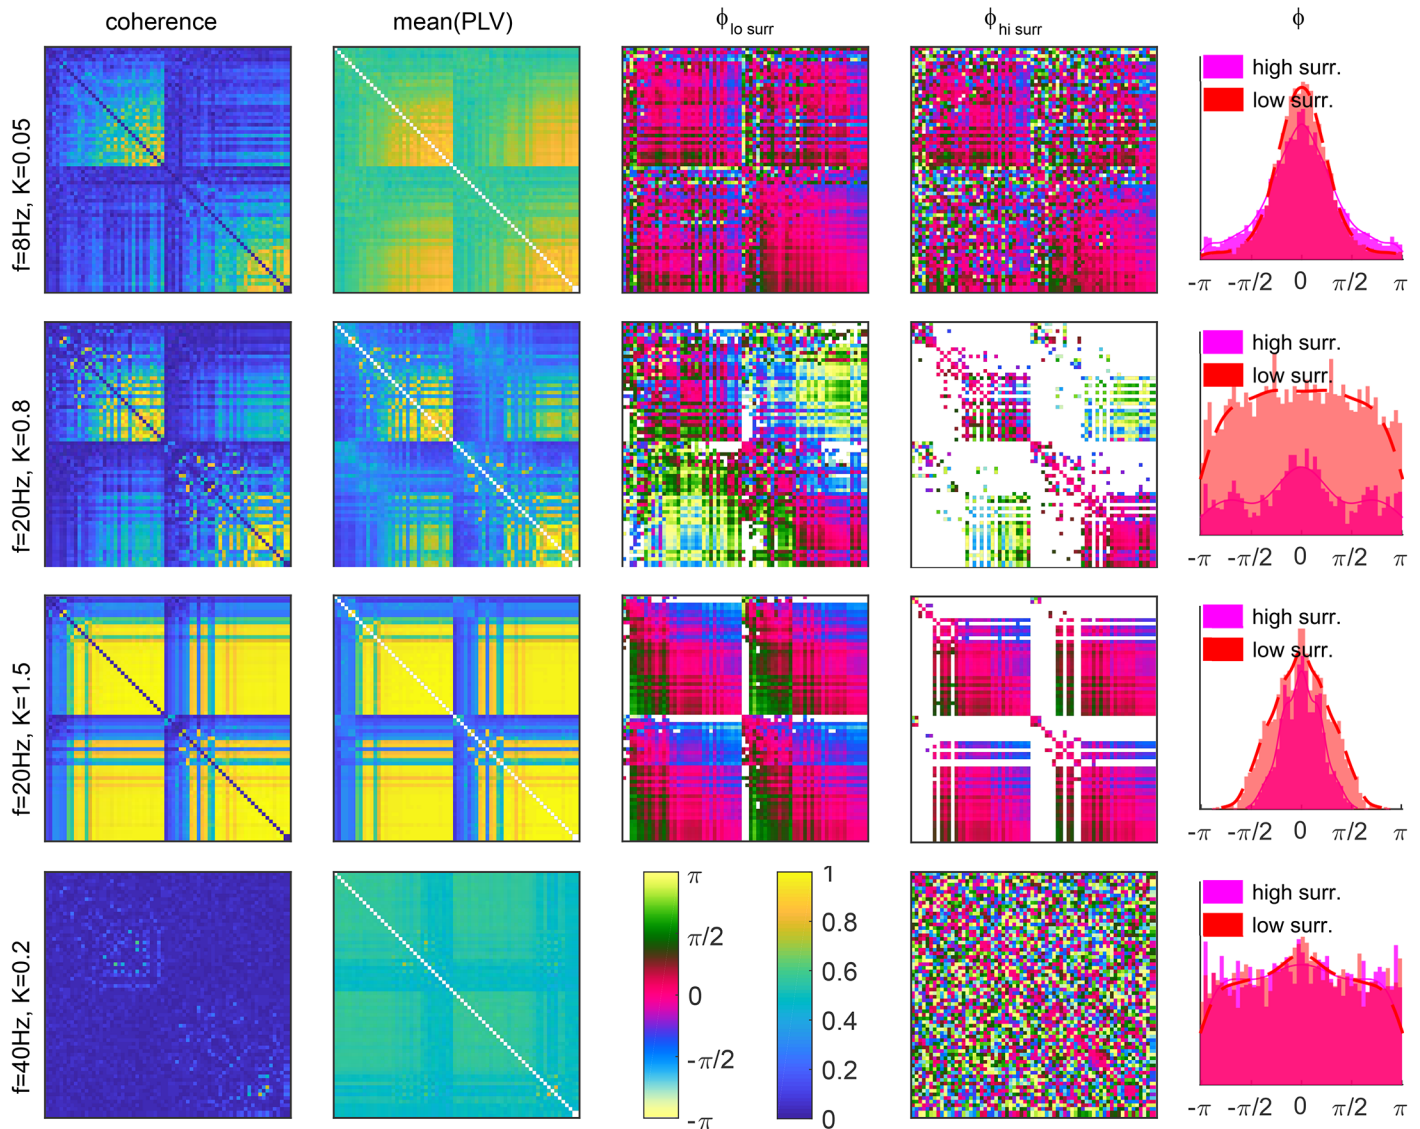 coherence mean(PLV) ϕlo surr ϕhi surr ϕ
f=8Hz, K=0.05
high surr.
low surr.
-π -π/2 0 π/2 π
f=20Hz, K=0.8
high surr.
low surr.
-π -π/2 0 π/2 π
f=20Hz, K=1.5
high surr.
low surr.
-π -π/2 0 π/2 π
f=40Hz, K=0.2
π
π/2
0
-π/2
-π
1
0.8
0.6
0.4
0.2
0
high surr.
low surr.
-π -π/2 0 π/2 π